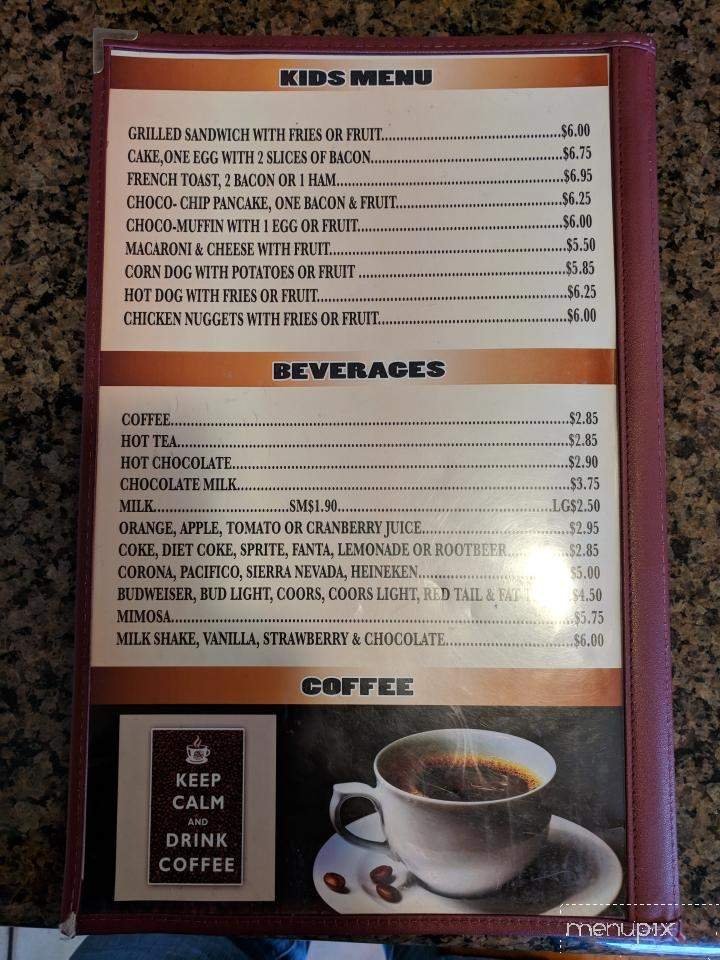 KIDS MENU
GRILLED SANDWICH WITH FRIES OR FRUIT..............................................$6.00
CAKE,ONE EGG WITH 2 SLICES OF BACON.................................................$6.75
FRENCH TOAST, 2 BACON OR 1 HAM.........................................................$6.95
CHOCO- CHIP PANCAKE, ONE BACON & FRUIT..........................................$6.25
CHOCO-MUFFIN WITH 1 EGG OR FRUIT....................................................$6.00
MACARONI & CHEESE WITH FRUIT...........................................................$5.50
CORN DOG WITH POTATOES OR FRUIT ....................................................$5.85
HOT DOG WITH FRIES OR FRUIT..............................................................$6.25
CHICKEN NUGGETS WITH FRIES OR FRUIT...............................................$6.00
BEVERAGES
COFFEE....................................................................................................$2.85
HOT TEA..................................................................................................$2.85
HOT CHOCOLATE.....................................................................................$2.90
CHOCOLATE MILK...................................................................................$3.75
MILK..................................SM$1.90......................................................LG$2.50
ORANGE, APPLE, TOMATO OR CRANBERRY JUICE.....................................$2.95
COKE, DIET COKE, SPRITE, FANTA, LEMONADE OR ROOTBEER................$2.85
CORONA, PACIFICO, SIERRA NEVADA, HEINEKEN......................................$5.00
BUDWEISER, BUD LIGHT, COORS, COORS LIGHT, RED TAIL & FAT $4.50
MIMOSA....................................................................................................$5.75
MILK SHAKE, VANILLA, STRAWBERRY & CHOCOLATE................................$6.00
COFFEE
KEEP
CALM
AND
DRINK
COFFEE
menupix